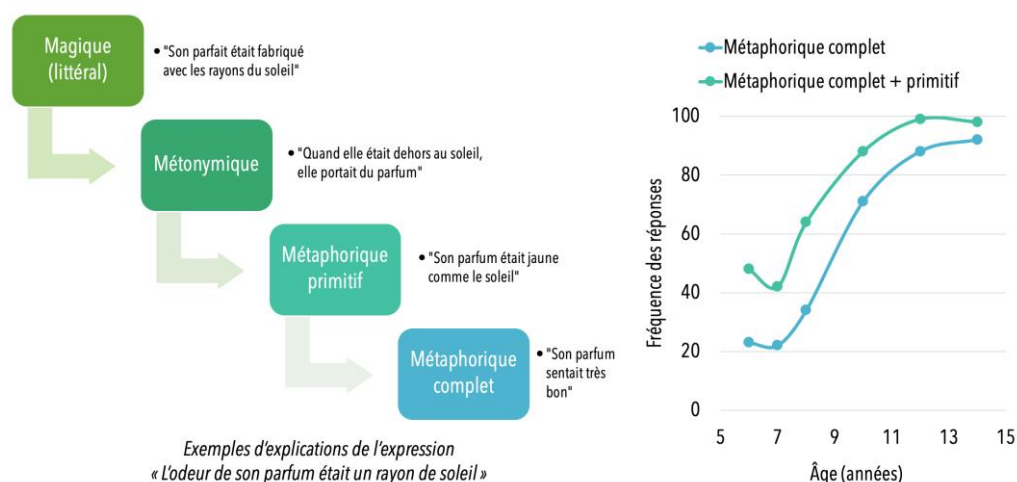 Magique
(littéral)
• "Son parfait était fabriqué
avec les rayons du soleil"
Métonymique
• "Quand elle était dehors au soleil,
elle portait du parfum"
Métaphorique
primitif
• "Son parfum était jaune
comme le soleil"
Métaphorique
complet
• "Son parfum
sentait très
bon"
Exemples d'explications de l'expression
« L'odeur de son parfum était un rayon de soleil »
Métaphorique complet
Métaphorique complet + primitif
Fréquence des réponses
100
80
60
40
20
0
5 7 9 11 13 15
Âge (années)